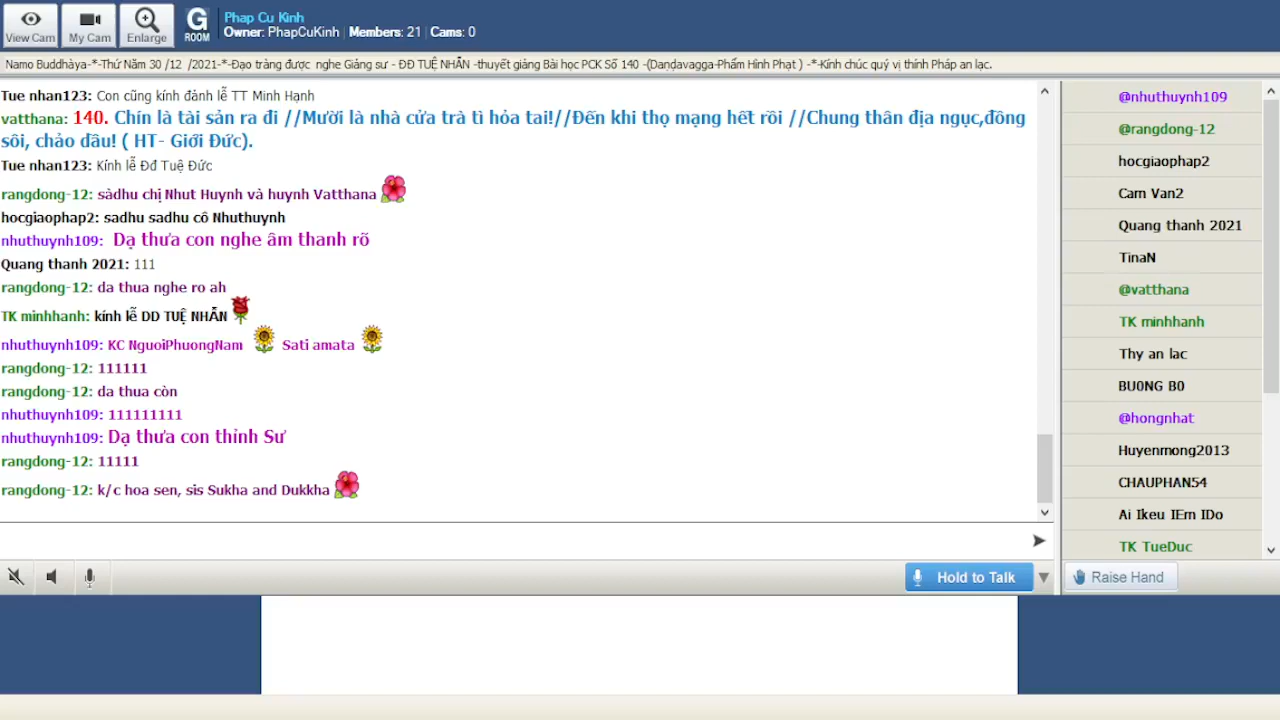 View Cam
My Cam
Enlarge
G
ROOM
Phap Cu Kinh
Owner: PhapCuKinh | Members: 21 | Cams: 0
Namo Buddhàya-*-Thứ Năm 30 /12 /2021-*-Đạo tràng được nghe Giảng sư - ĐĐ TUỆ NHẪN -thuyết giảng Bài học PCK Số 140 -(Daṇḍavagga-Phẩm Hình Phạt ) -*-Kính chúc quý vị thính Pháp an lạc.
Tue nhan123: Con cũng kính đảnh lễ TT Minh Hạnh
vatthana: 140. Chín là tài sản ra đi //Mười là nhà cửa trà tì hỏa tai!//Đến khi thọ mạng hết rồi //Chung thân địa ngục,đồng
sôi, chảo dầu! ( HT- Giới Đức).
Tue nhan123: Kính lễ Đđ Tuệ Đức
rangdong-12: sàdhu chị Nhut Huynh và huynh Vatthana
hocgiaophap2: sadhu sadhu cô Nhuthuynh
nhuthuynh109: Dạ thưa con nghe âm thanh rõ
Quang thanh 2021: 111
rangdong-12: da thua nghe ro ah
TK minhhanh: kính lễ DD TUỆ NHẪN
nhuthuynh109: KC NguoiPhuongNam Sati amata
rangdong-12: 111111
rangdong-12: da thua còn
nhuthuynh109: 111111111
nhuthuynh109: Dạ thưa con thỉnh Sư
rangdong-12: 11111
rangdong-12: k/c hoa sen, sis Sukha and Dukkha
@nhuthuynh109
@rangdong-12
hocgiaophap2
Cam Van2
Quang thanh 2021
TinaN
@vatthana
TK minhhanh
Thy an lac
BU0NG B0
@hongnhat
Huyenmong2013
CHAUPHAN54
Ai Ikeu IEm IDo
TK TueDuc
Hold to Talk
Raise Hand